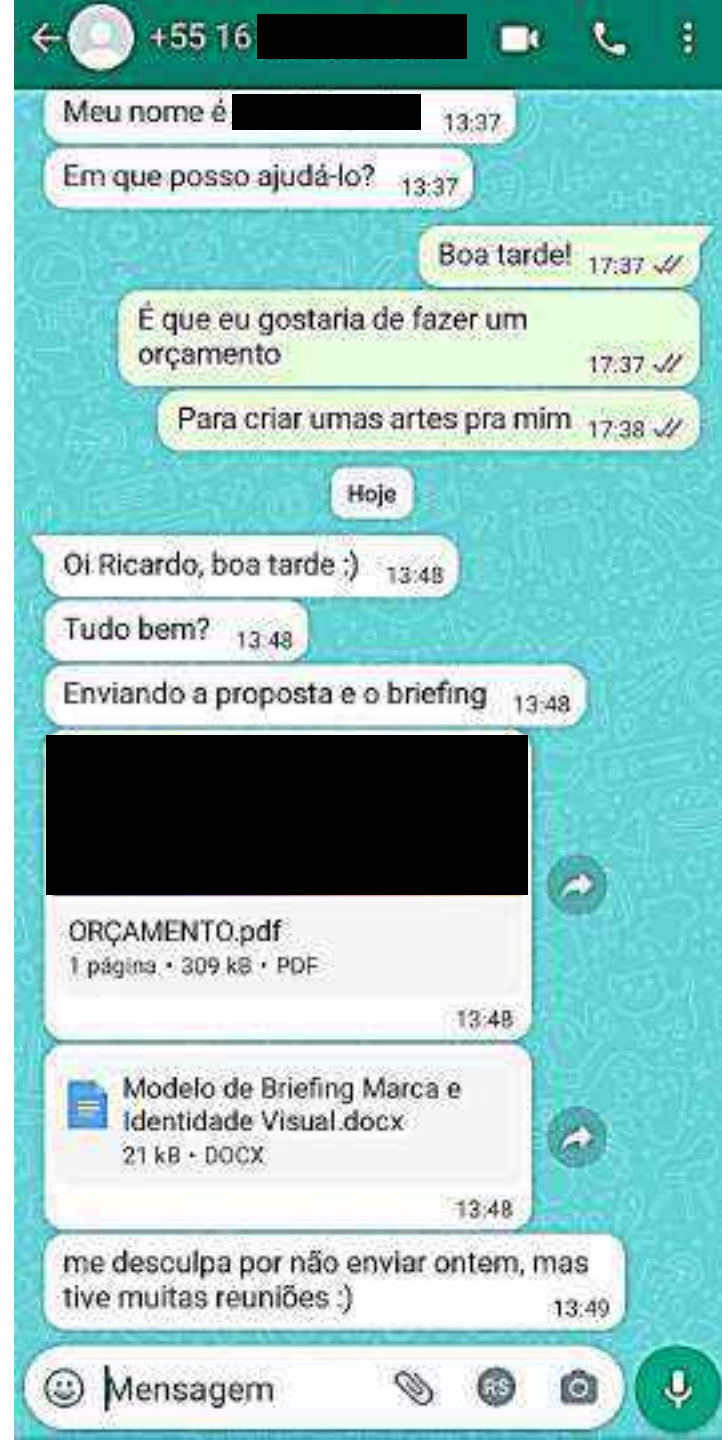 +55 16
Meu nome é
13:37
Em que posso ajudá-lo? 13:37
Boa tarde! 17:37
É que eu gostaria de fazer um
orçamento 17:37
Para criar umas artes pra mim 17:38
Hoje
Oi Ricardo, boa tarde :) 13:48
Tudo bem? 13:48
Enviando a proposta e o briefing 13:48
ORÇAMENTO.pdf
1 página • 309 kB • PDF
13:48
Modelo de Briefing Marca e
Identidade Visual.docx
21 kB • DOCX
13:48
me desculpa por não enviar ontem, mas
tive muitas reuniões :) 13:49
Mensagem
R$